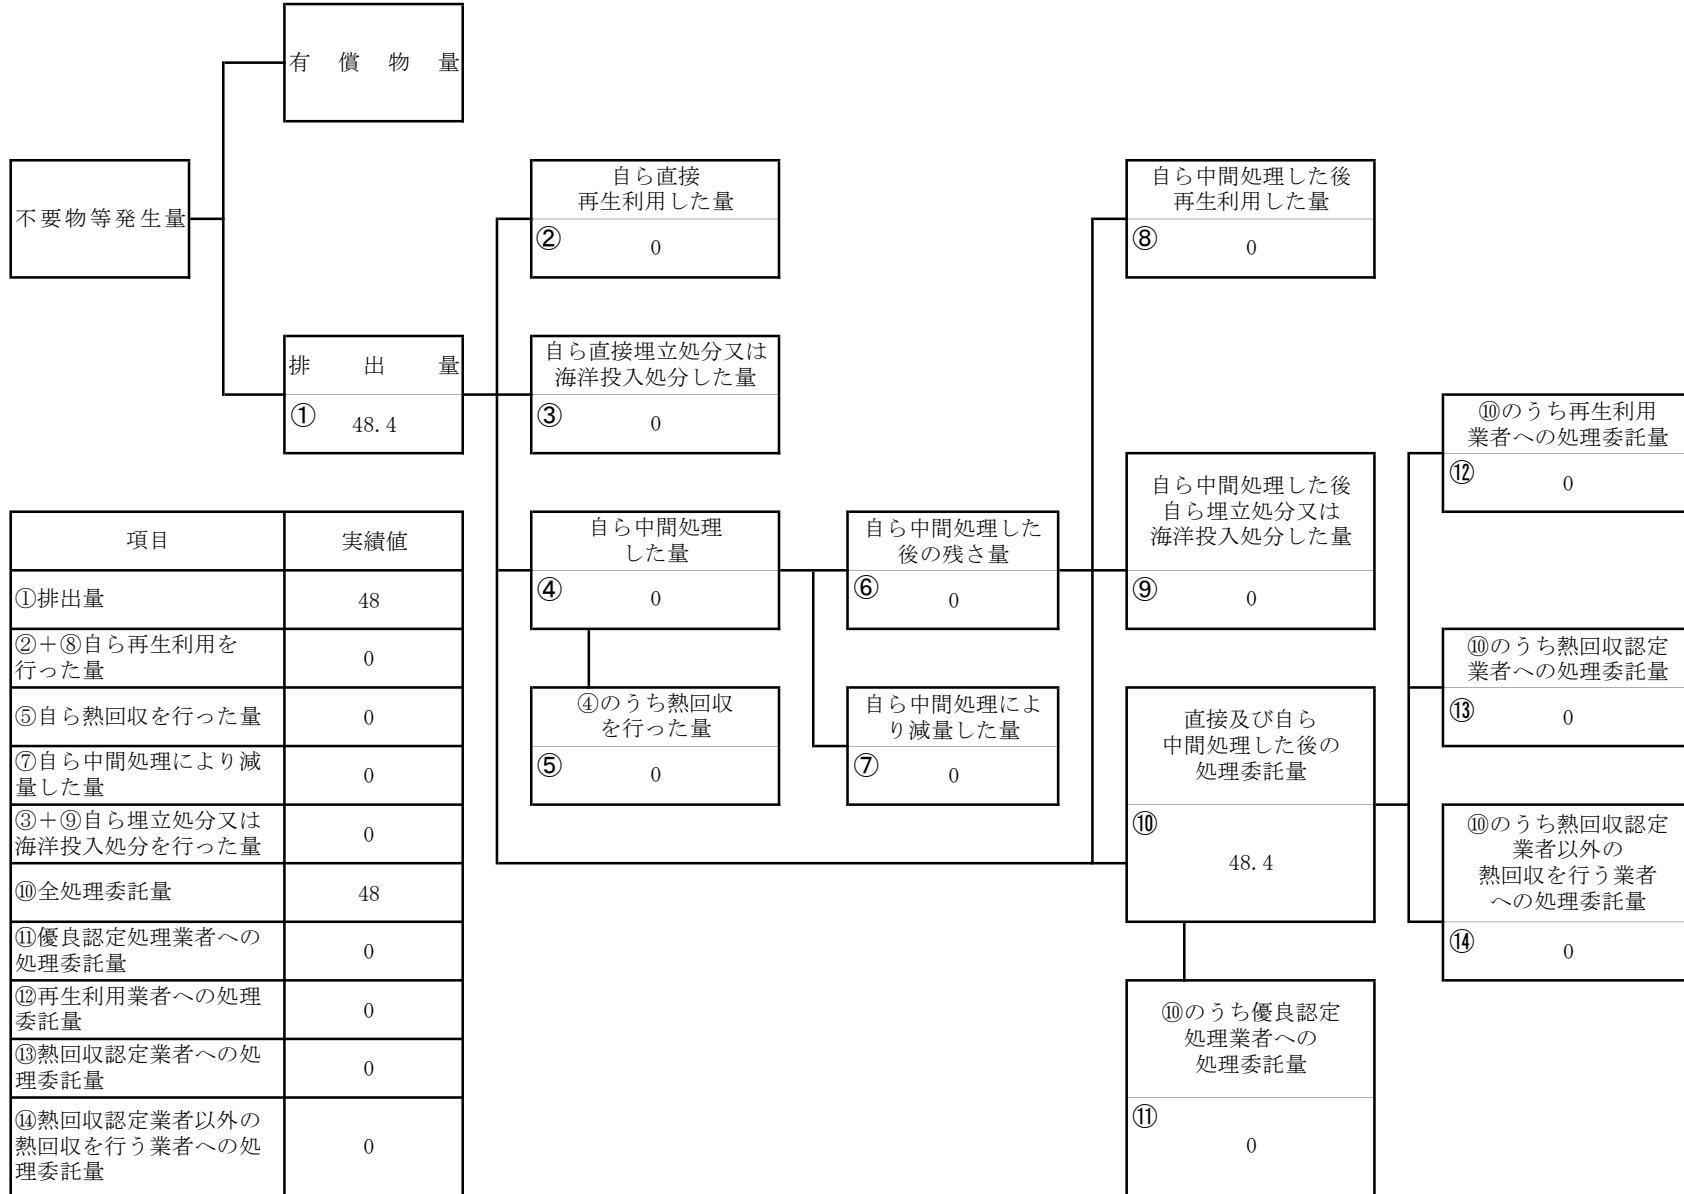 有償物量
不要物等発生量
排出量
① 48.4
自ら直接
再生利用した量
② 0
自ら直接埋立処分又は
海洋投入処分した量
③ 0
自ら中間処理
した量
④ 0
④のうち熱回収
を行った量
⑤ 0
自ら中間処理した
後の残さ量
⑥ 0
自ら中間処理によ
り減量した量
⑦ 0
自ら中間処理した後
再生利用した量
⑧ 0
自ら中間処理した後
自ら埋立処分又は
海洋投入処分した量
⑨ 0
直接及び自ら
中間処理した後の
処理委託量
⑩
48.4
⑩のうち優良認定
処理業者への
処理委託量
⑪
0
⑩のうち再生利用
業者への処理委託量
⑫ 0
⑩のうち熱回収認定
業者への処理委託量
⑬ 0
⑩のうち熱回収認定
業者以外の
熱回収を行う業者
への処理委託量
⑭ 0
項目 実績値
①排出量 48
②＋⑧自ら再生利用を
行った量 0
⑤自ら熱回収を行った量 0
⑦自ら中間処理により減
量した量 0
③＋⑨自ら埋立処分又は
海洋投入処分を行った量 0
⑩全処理委託量 48
⑪優良認定処理業者への
処理委託量 0
⑫再生利用業者への処理
委託量 0
⑬熱回収認定業者への処
理委託量 0
⑭熱回収認定業者以外の
熱回収を行う業者への処 0
理委託量